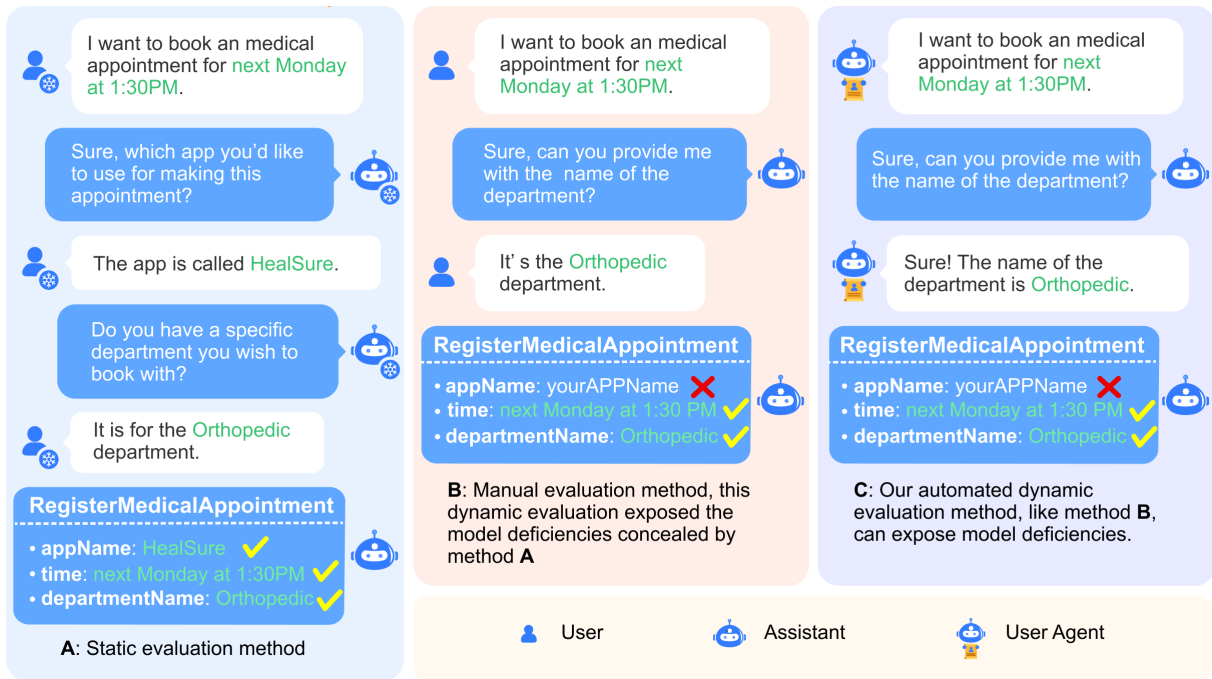 I want to book an medical
appointment for next Monday
at 1:30PM.
Sure, which app you'd like
to use for making this
appointment?
The app is called HealSure.
Do you have a specific
department you wish to
book with?
It is for the Orthopedic
department.
RegisterMedicalAppointment
• appName: HealSure
• time: next Monday at 1:30PM
• departmentName: Orthopedic
A: Static evaluation method
I want to book an medical
appointment for next
Monday at 1:30PM.
Sure, can you provide me
with the name of the
department?
It' s the Orthopedic
department.
RegisterMedicalAppointment
• appName: yourAPPName
• time: next Monday at 1:30 PM
• departmentName: Orthopedic
B: Manual evaluation method, this
dynamic evaluation exposed the
model deficiencies concealed by
method A
I want to book an medical
appointment for next
Monday at 1:30PM.
Sure, can you provide me with
the name of the department?
Sure! The name of the
department is Orthopedic.
RegisterMedicalAppointment
• appName: yourAPPName
• time: next Monday at 1:30 PM
• departmentName: Orthopedic
C: Our automated dynamic
evaluation method, like method B,
can expose model deficiencies.
User
Assistant
User Agent